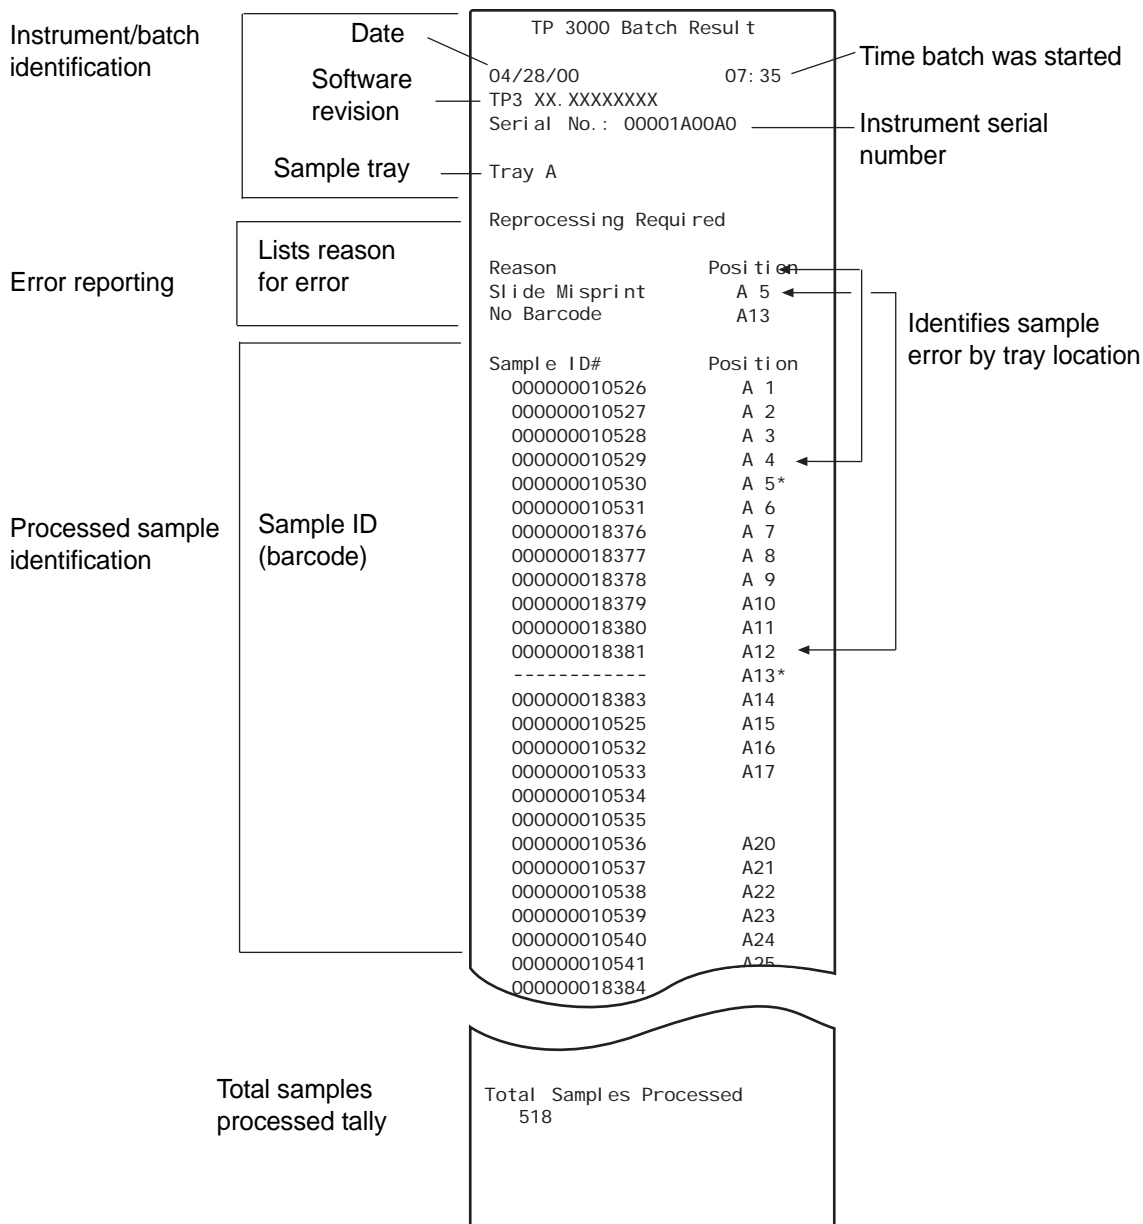 Instrument/batch
identification
Date
Software
revision
Sample tray
TP 3000 Batch Result
04/28/00 07:35
TP3 XX.XXXXXXXX
Serial No.: 00001A00A0
Tray A
Time batch was started
Instrument serial
number
Error reporting
Lists reason
for error
Reprocessing Required
Reason Position
Slide Misprint A 5
No Barcode A13
Identifies sample
error by tray location
Processed sample
identification
Sample ID
(barcode)
Sample ID# Position
000000010526 A 1
000000010527 A 2
000000010528 A 3
000000010529 A 4
000000010530 A 5*
000000010531 A 6
000000018376 A 7
000000018377 A 8
000000018378 A 9
000000018379 A10
000000018380 A11
000000018381 A12
------------ A13*
000000018383 A14
000000010525 A15
000000010532 A16
000000010533 A17
000000010534
000000010535
000000010536 A20
000000010537 A21
000000010538 A22
000000010539 A23
000000010540 A24
000000010541 A25
000000018384
Total samples
processed tally
Total Samples Processed
518